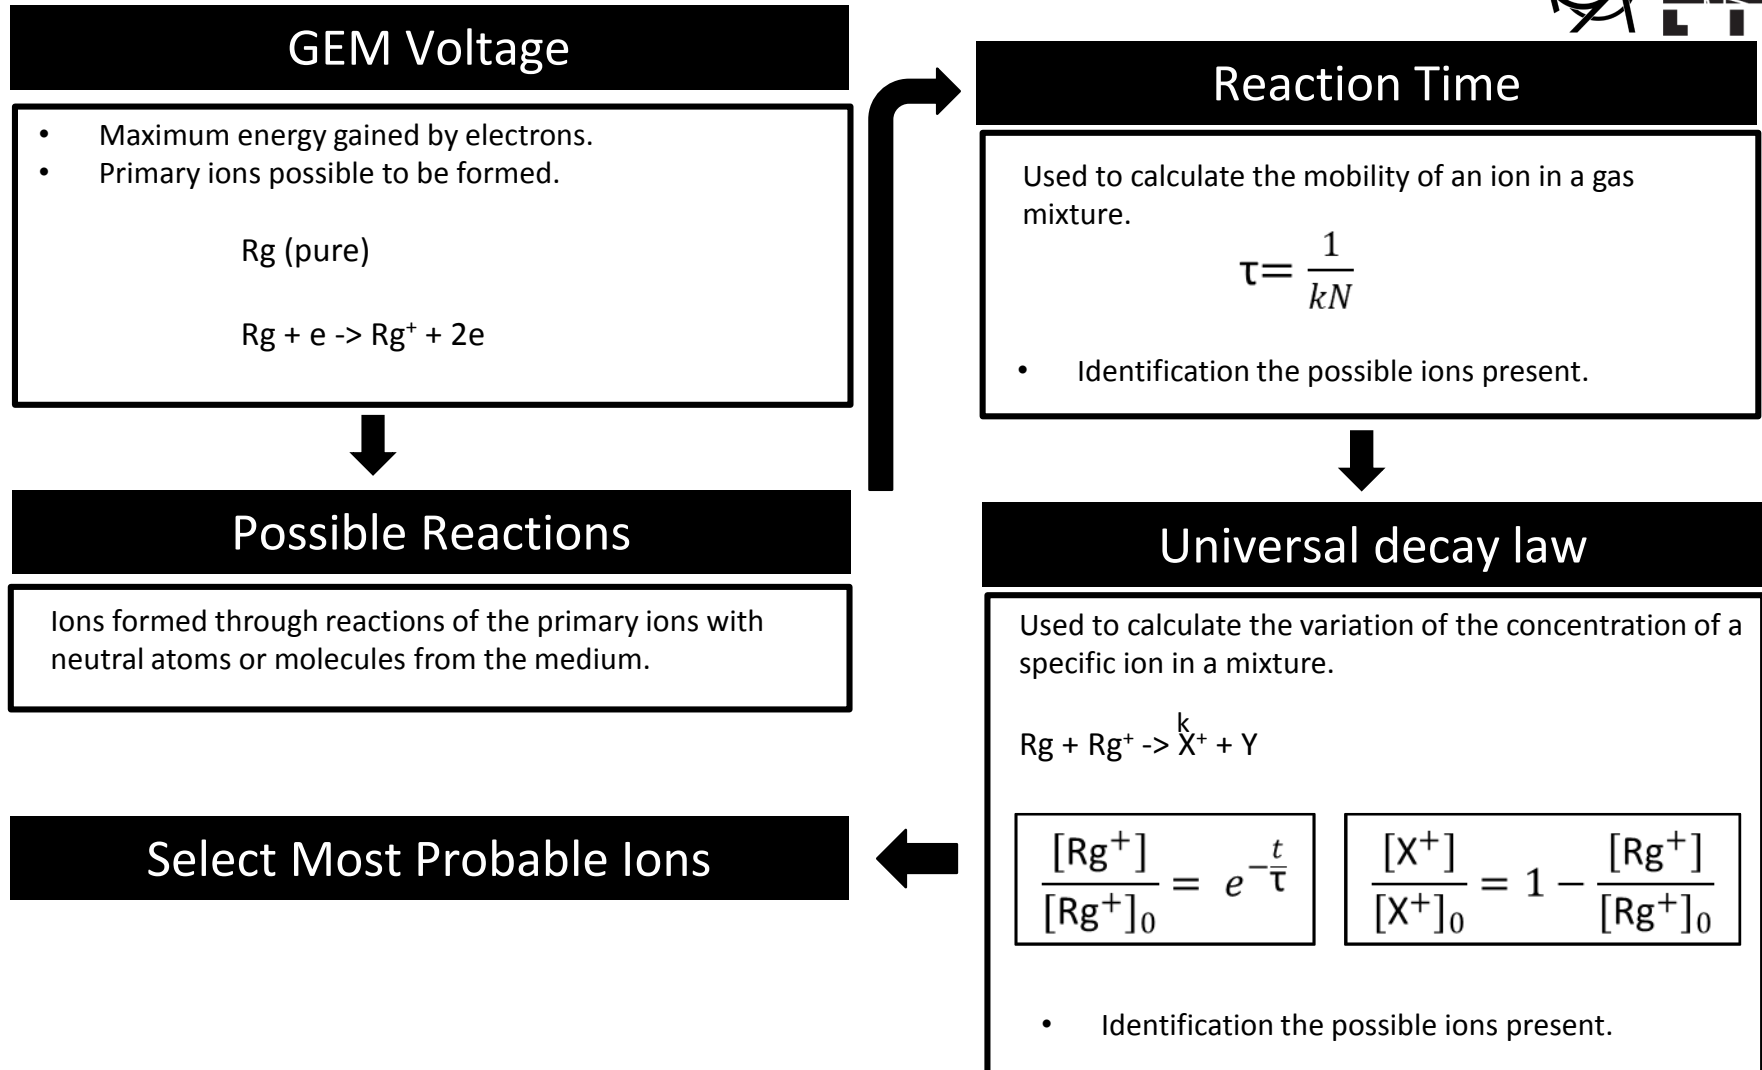 GEM Voltage
• Maximum energy gained by electrons.
• Primary ions possible to be formed.
Rg (pure)
Rg + e -> Rg⁺ + 2e
Possible Reactions
Ions formed through reactions of the primary ions with
neutral atoms or molecules from the medium.
Reaction Time
Used to calculate the mobility of an ion in a gas
mixture.
τ= 1/kN
• Identification the possible ions present.
Universal decay law
Used to calculate the variation of the concentration of a
specific ion in a mixture.
k
Rg + Rg⁺ -> X⁺ + Y
[Rg⁺]/[Rg⁺]₀ = e^(-t/τ)
[X⁺]/[X⁺]₀ = 1 − [Rg⁺]/[Rg⁺]₀
• Identification the possible ions present.
Select Most Probable Ions